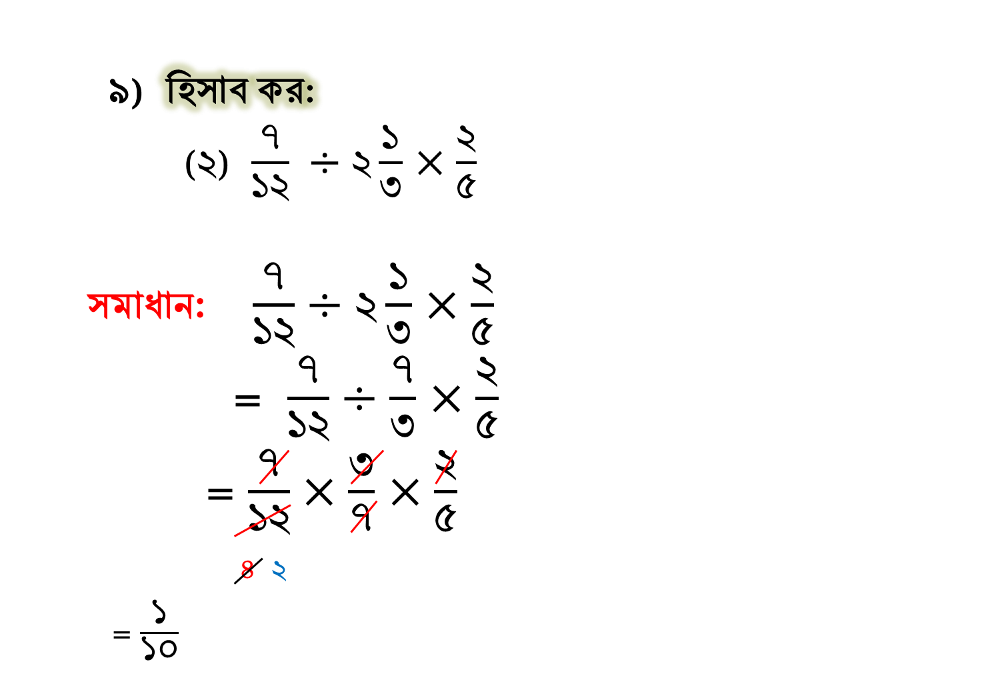 ৯) হিসাব কর:
(২) ৭/১২ ÷ ২ ১/৩ × ২/৫
সমাধান: ৭/১২ ÷ ২ ১/৩ × ২/৫
= ৭/১২ ÷ ৭/৩ × ২/৫
= ৭/১২ × ৩/৭ × ২/৫
৪ ২
= ১/১০